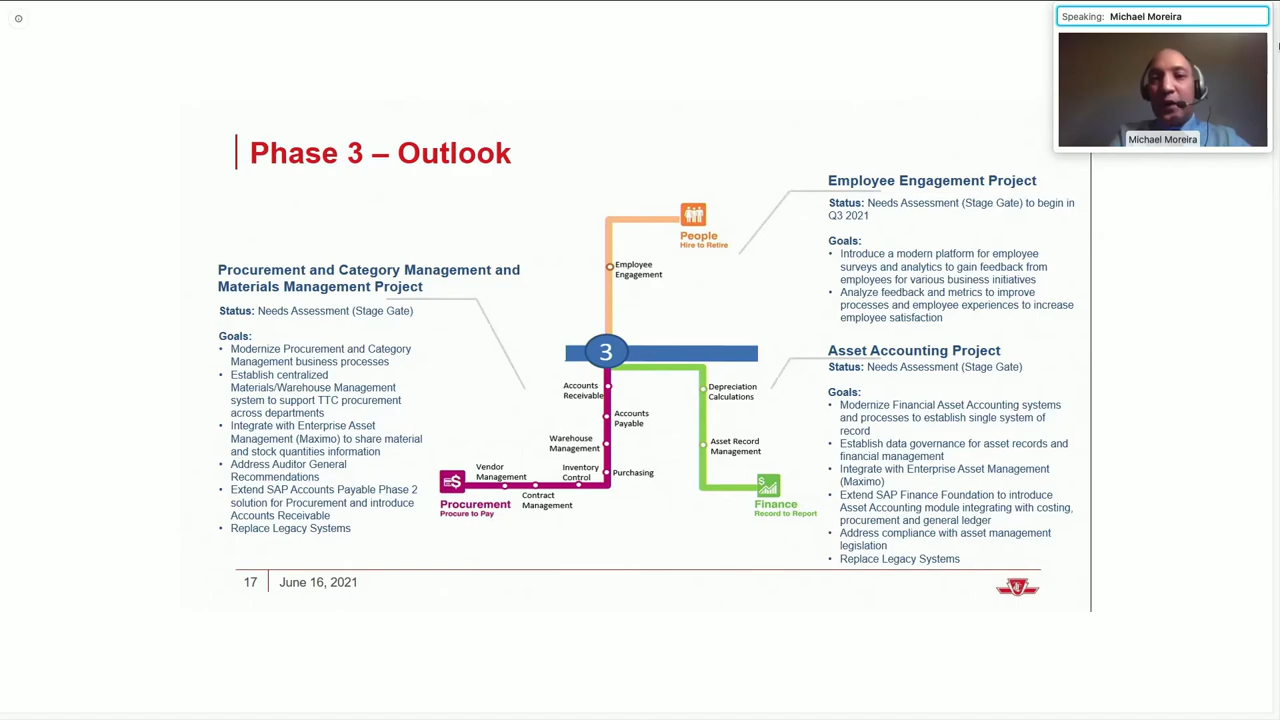 Speaking: Michael Moreira
Michael Moreira
Phase 3 – Outlook
Procurement and Category Management and
Materials Management Project
Status: Needs Assessment (Stage Gate)
Goals:
• Modernize Procurement and Category
Management business processes
• Establish centralized
Materials/Warehouse Management
system to support TTC procurement
across departments
• Integrate with Enterprise Asset
Management (Maximo) to share material
and stock quantities information
• Address Auditor General
Recommendations
• Extend SAP Accounts Payable Phase 2
solution for Procurement and introduce
Accounts Receivable
• Replace Legacy Systems
People
Hire to Retire
Employee
Engagement
3
Accounts
Receivable
Accounts
Payable
Warehouse
Management
Purchasing
Inventory
Control
Vendor
Management
Contract
Management
Procurement
Procure to Pay
Depreciation
Calculations
Asset Record
Management
$
Finance
Record to Report
Employee Engagement Project
Status: Needs Assessment (Stage Gate) to begin in
Q3 2021
Goals:
• Introduce a modern platform for employee
surveys and analytics to gain feedback from
employees for various business initiatives
• Analyze feedback and metrics to improve
processes and employee experiences to increase
employee satisfaction
Asset Accounting Project
Status: Needs Assessment (Stage Gate)
Goals:
• Modernize Financial Asset Accounting systems
and processes to establish single system of
record
• Establish data governance for asset records and
financial management
• Integrate with Enterprise Asset Management
(Maximo)
• Extend SAP Finance Foundation to introduce
Asset Accounting module integrating with costing,
procurement and general ledger
• Address compliance with asset management
legislation
• Replace Legacy Systems
17
June 16, 2021